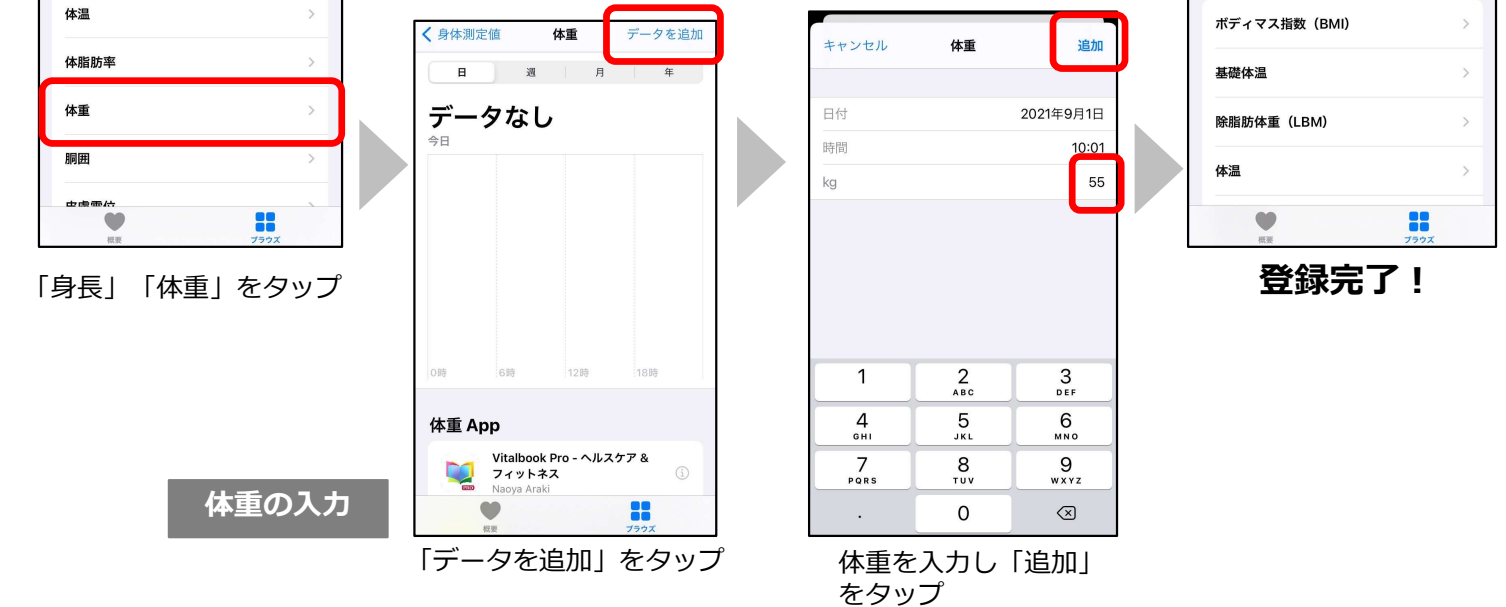 体温
体脂肪率
体重
胴囲
皮膚電位
概要
ブラウズ
「身長」「体重」をタップ
身体測定値
体重
データを追加
日
週
月
年
データなし
今日
0時
6時
12時
18時
体重 App
Vitalbook Pro - ヘルスケア &
フィットネス
Naoya Araki
概要
ブラウズ
体重の入力
「データを追加」をタップ
キャンセル
体重
追加
日付
2021年9月1日
時間
10:01
kg
55
1
2
ABC
3
DEF
4
GHI
5
JKL
6
MNO
7
PQRS
8
TUV
9
WXYZ
.
0
体重を入力し「追加」
をタップ
ボディマス指数（BMI）
基礎体温
除脂肪体重（LBM）
体温
概要
ブラウズ
登録完了！